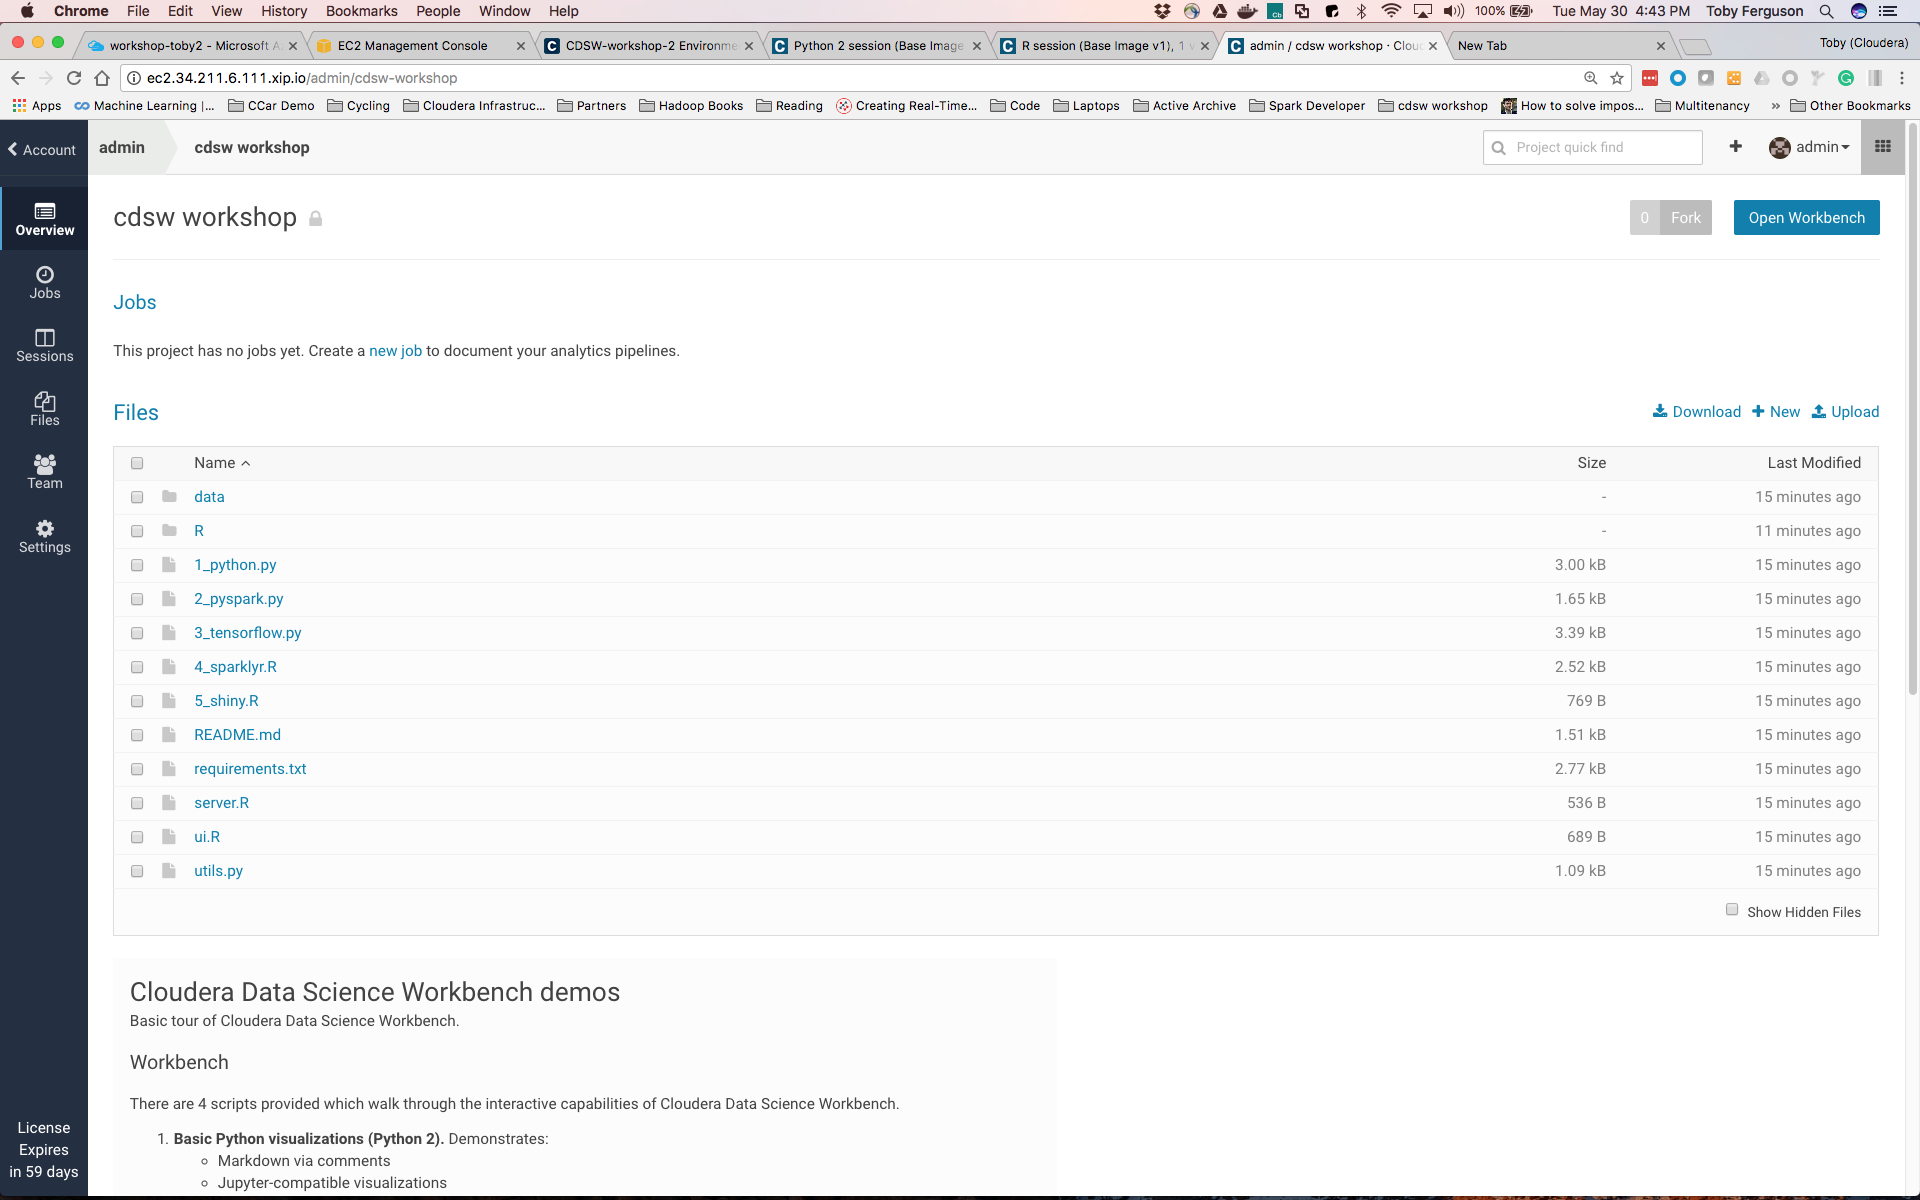 Chrome File Edit View History Bookmarks People Window Help 100% Tue May 30 4:43 PM Toby Ferguson
workshop-toby2 - Microsoft A EC2 Management Console CDSW-workshop-2 Environme Python 2 session (Base Image R session (Base Image v1), 1 admin / cdsw workshop · Clou New Tab Toby (Cloudera)
ec2.34.211.6.111.xip.io/admin/cdsw-workshop
Apps Machine Learning |... CCar Demo Cycling Cloudera Infrastruc... Partners Hadoop Books Reading Creating Real-Time... Code Laptops Active Archive Spark Developer cdsw workshop How to solve impos... Multitenancy » Other Bookmarks
Account admin cdsw workshop Project quick find admin
cdsw workshop 0 Fork Open Workbench
Overview
Jobs
Sessions
Files
Team
Settings
Jobs
This project has no jobs yet. Create a new job to document your analytics pipelines.
Files Download New Upload
Name Size Last Modified
data - 15 minutes ago
R - 11 minutes ago
1_python.py 3.00 kB 15 minutes ago
2_pyspark.py 1.65 kB 15 minutes ago
3_tensorflow.py 3.39 kB 15 minutes ago
4_sparklyr.R 2.52 kB 15 minutes ago
5_shiny.R 769 B 15 minutes ago
README.md 1.51 kB 15 minutes ago
requirements.txt 2.77 kB 15 minutes ago
server.R 536 B 15 minutes ago
ui.R 689 B 15 minutes ago
utils.py 1.09 kB 15 minutes ago
Show Hidden Files
Cloudera Data Science Workbench demos
Basic tour of Cloudera Data Science Workbench.
Workbench
There are 4 scripts provided which walk through the interactive capabilities of Cloudera Data Science Workbench.
1. Basic Python visualizations (Python 2). Demonstrates:
Markdown via comments
Jupyter-compatible visualizations
License
Expires
in 59 days